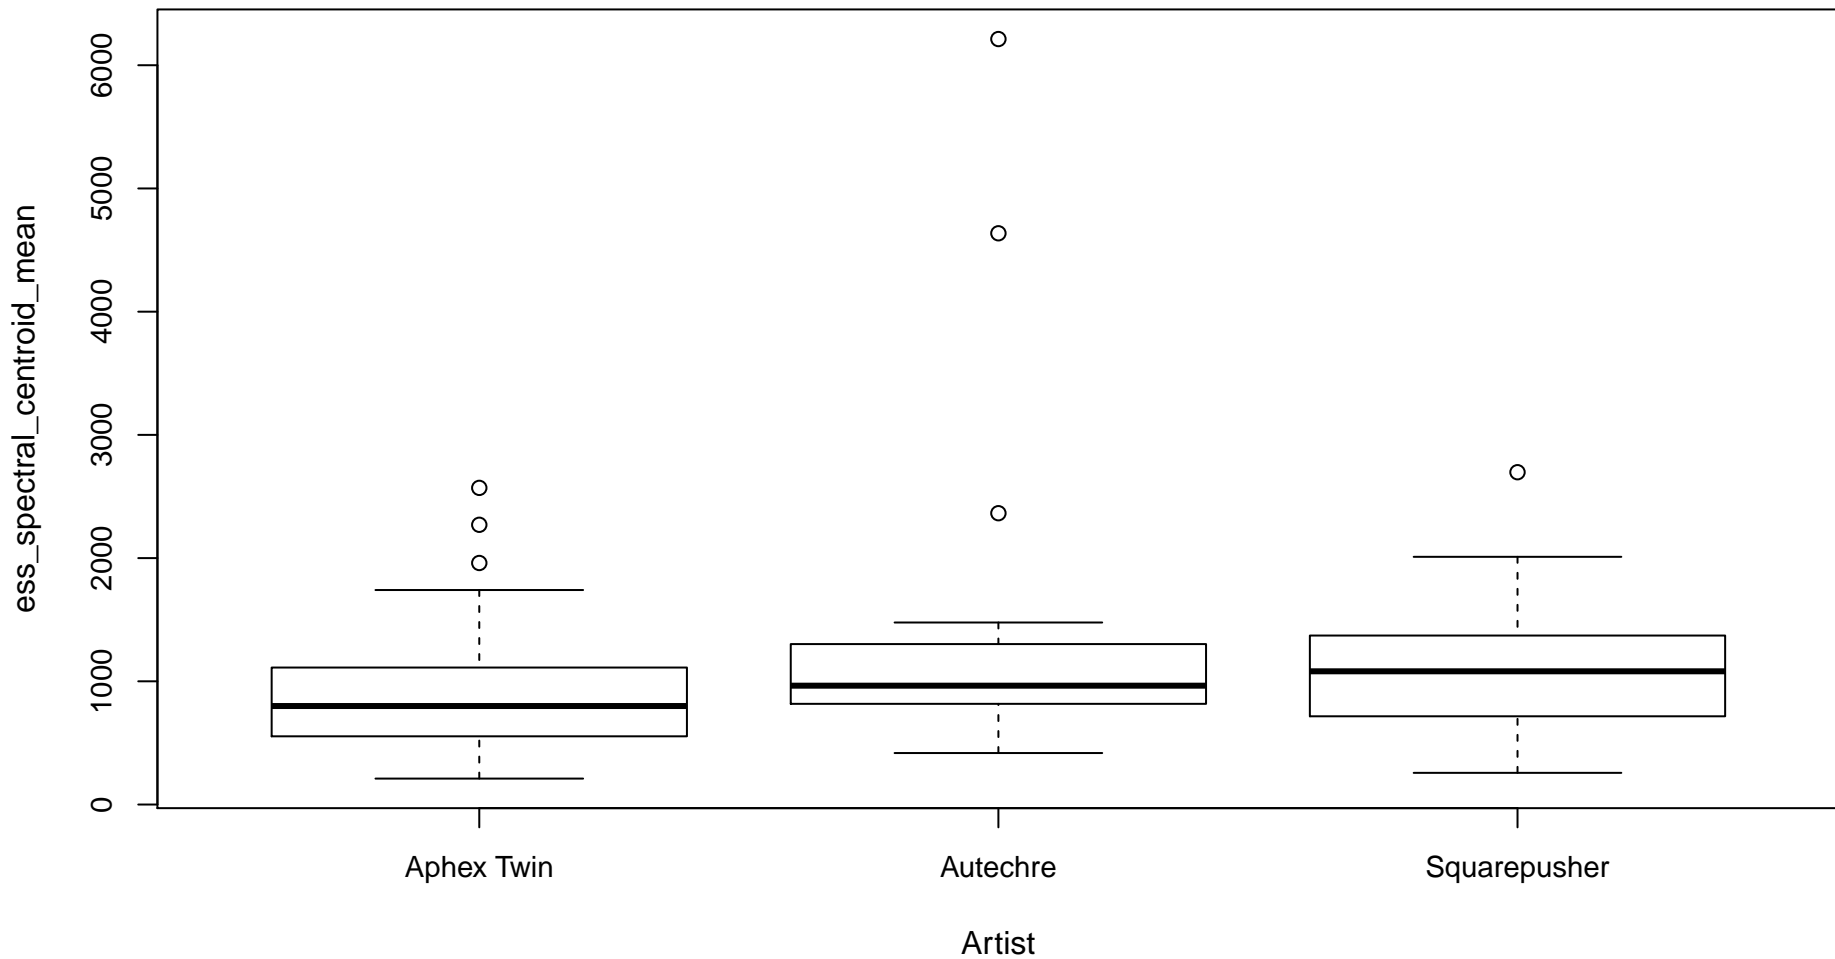 ess_spectral_centroid_mean
6000
5000
4000
3000
2000
1000
0
Aphex Twin
Autechre
Squarepusher
Artist